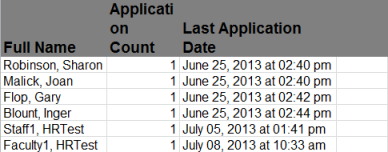 Full Name Applicati on Count Last Application Date
Robinson, Sharon 1 June 25, 2013 at 02:40 pm
Malick, Joan 1 June 25, 2013 at 02:40 pm
Flop, Gary 1 June 25, 2013 at 02:42 pm
Blount, Inger 1 June 25, 2013 at 02:44 pm
Staff1, HRTest 1 July 05, 2013 at 01:41 pm
Faculty1, HRTest 1 July 08, 2013 at 10:33 am